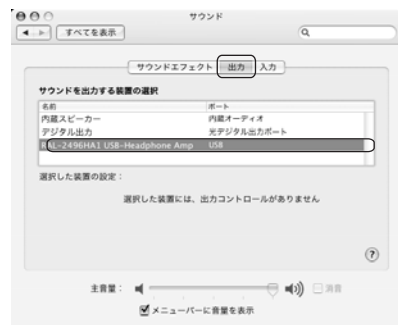 サウンド
すべてを表示
サウンドエフェクト 出力 入力
サウンドを出力する装置の選択
名前 ポート
内蔵スピーカー 内蔵オーディオ
デジタル出力 光デジタル出力ポート
RAL-2496HA1 USB-Headphone Amp USB
選択した装置の設定：
選択した装置には、出力コントロールがありません
?
主音量： 消音
メニューバーに音量を表示